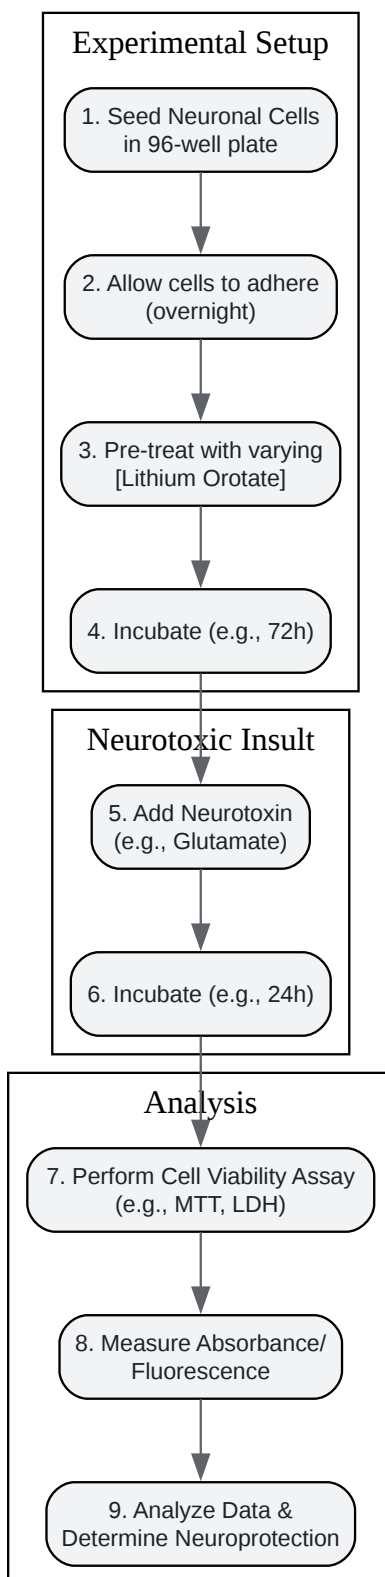 Experimental Setup
1. Seed Neuronal Cells
in 96-well plate
2. Allow cells to adhere
(overnight)
3. Pre-treat with varying
[Lithium Orotate]
4. Incubate (e.g., 72h)
Neurotoxic Insult
5. Add Neurotoxin
(e.g., Glutamate)
6. Incubate (e.g., 24h)
Analysis
7. Perform Cell Viability Assay
(e.g., MTT, LDH)
8. Measure Absorbance/
Fluorescence
9. Analyze Data &
Determine Neuroprotection